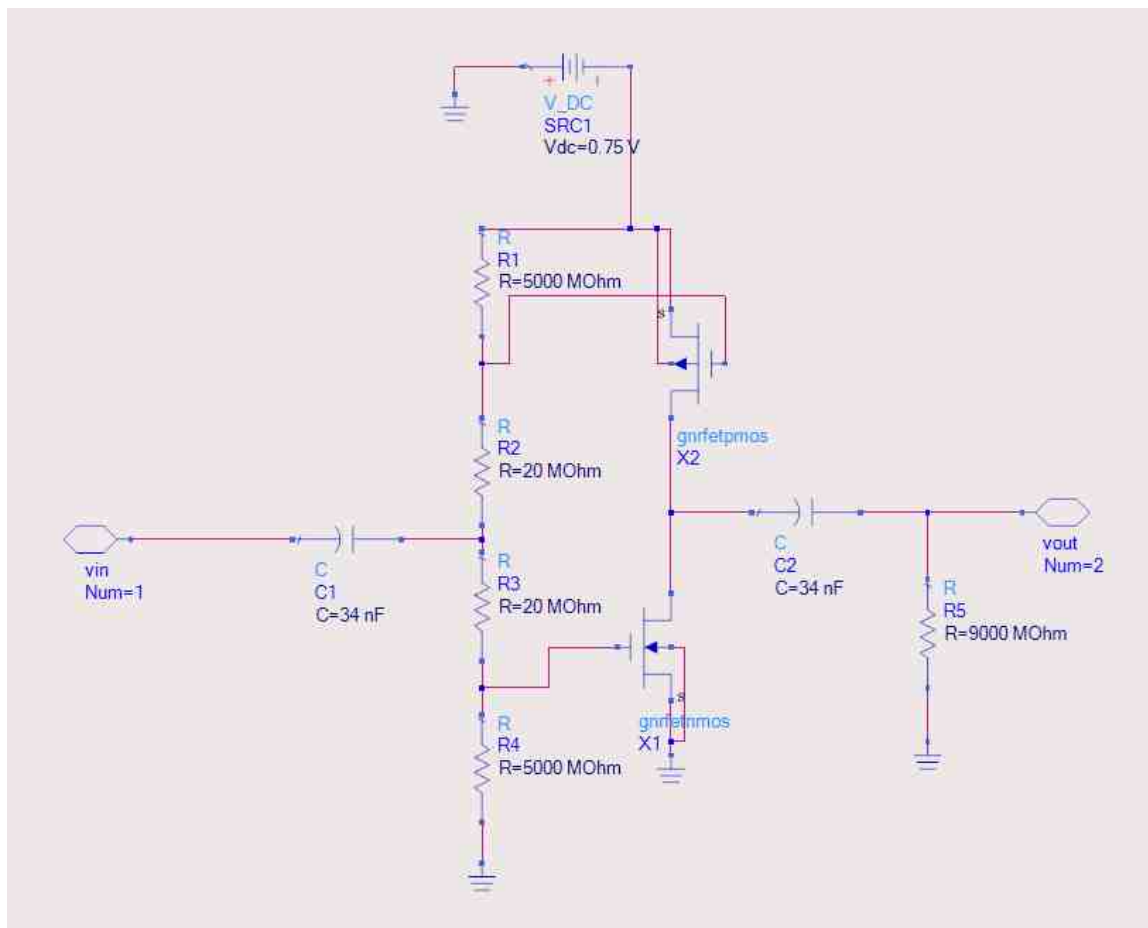 V_DC
SRC1
Vdc=0.75 V
R
R1
R=5000 MOhm
s
gnrfetpmos
X2
R
R2
R=20 MOhm
vin
Num=1
C
C1
C=34 nF
R
R3
R=20 MOhm
C
C2
C=34 nF
vout
Num=2
R
R5
R=9000 MOhm
s
gnrfetnmos
X1
R
R4
R=5000 MOhm